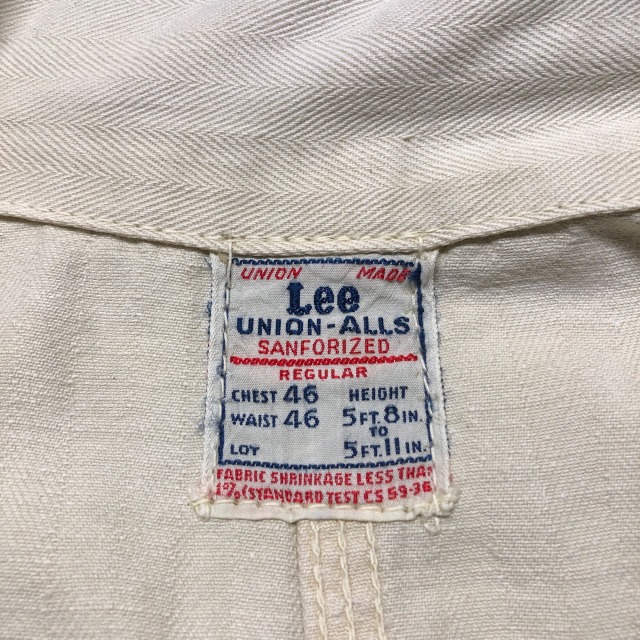 UNION MADE
Lee
UNION-ALLS
SANFORIZED
REGULAR
CHEST 46 HEIGHT
WAIST 46 5 FT. 8 IN.
TO
LOT 5 FT. 11 IN.
FABRIC SHRINKAGE LESS THAN
1% (STANDARD TEST CS 59-36